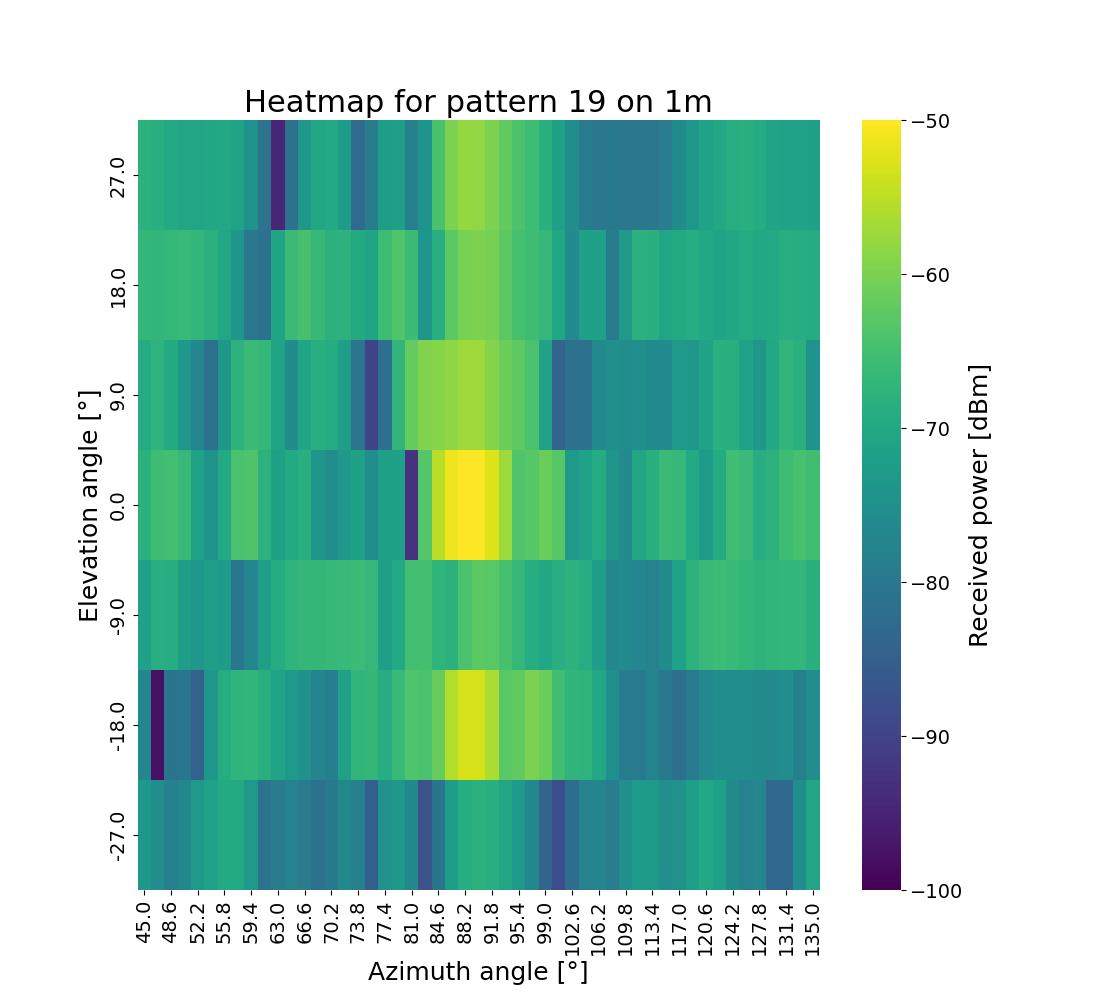 Heatmap for pattern 19 on 1m
Elevation angle [°]
27.0
18.0
9.0
0.0
-9.0
-18.0
-27.0
45.0 48.6 52.2 55.8 59.4 63.0 66.6 70.2 73.8 77.4 81.0 84.6 88.2 91.8 95.4 99.0 102.6 106.2 109.8 113.4 117.0 120.6 124.2 127.8 131.4 135.0
Azimuth angle [°]
−50
−60
−70
−80
−90
−100
Received power [dBm]